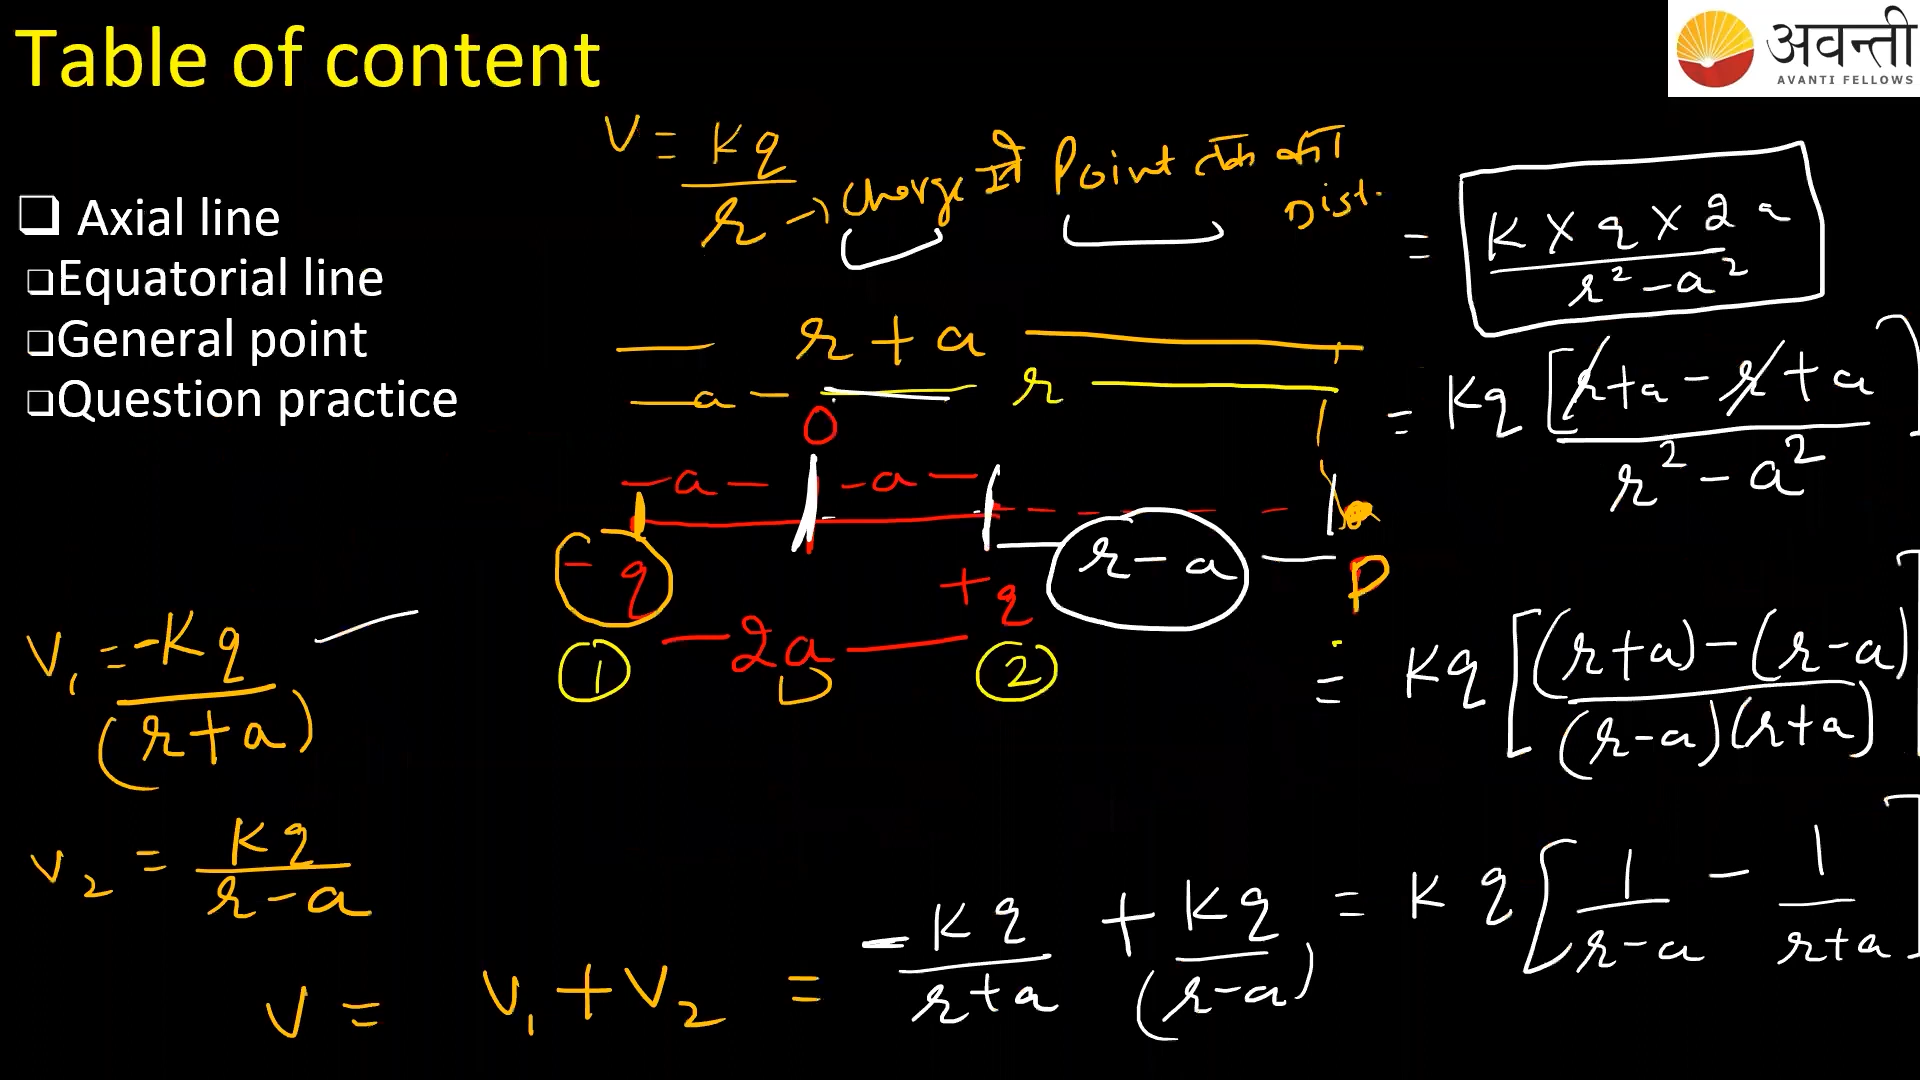 Table of content
अवन्ती
AVANTI FELLOWS
❑ Axial line
❑Equatorial line
❑General point
❑Question practice
V = Kq / r → Charge से Point तक का Dist.
r + a
a r
O
a a
- q + q r - a P
① 2a ②
V₁ = -Kq / (r+a)
V₂ = Kq / r-a
V = V₁ + V₂ = -Kq / r+a + Kq / (r-a) = Kq [ 1 / r-a - 1 / r+a ]
= Kq [ (r+a) - (r-a) / (r-a)(r+a) ]
= Kq [ r+a - r+a / r² - a² ]
= K × q × 2a / r² - a²